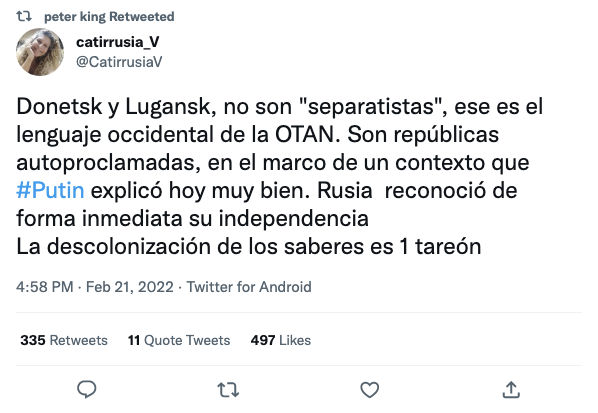 peter king Retweeted
catirrusia_V
@CatirrusiaV
Donetsk y Lugansk, no son "separatistas", ese es el
lenguaje occidental de la OTAN. Son repúblicas
autoproclamadas, en el marco de un contexto que
#Putin explicó hoy muy bien. Rusia  reconoció de
forma inmediata su independencia
La descolonización de los saberes es 1 tareón
4:58 PM · Feb 21, 2022 · Twitter for Android
335 Retweets 11 Quote Tweets 497 Likes